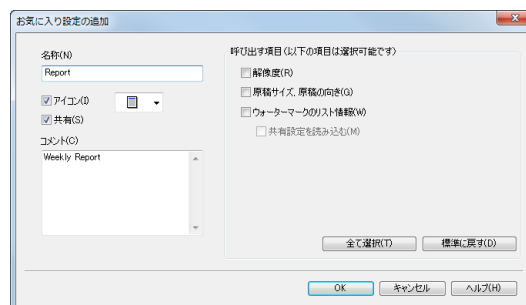 お気に入り設定の追加
名称(N)
Report
アイコン(I)
共有(S)
コメント(C)
Weekly Report
呼び出す項目(以下の項目は選択可能です)
解像度(R)
原稿サイズ, 原稿の向き(G)
ウォーターマークのリスト情報(W)
共有設定を読み込む(M)
全て選択(T)
標準に戻す(D)
OK
キャンセル
ヘルプ(H)